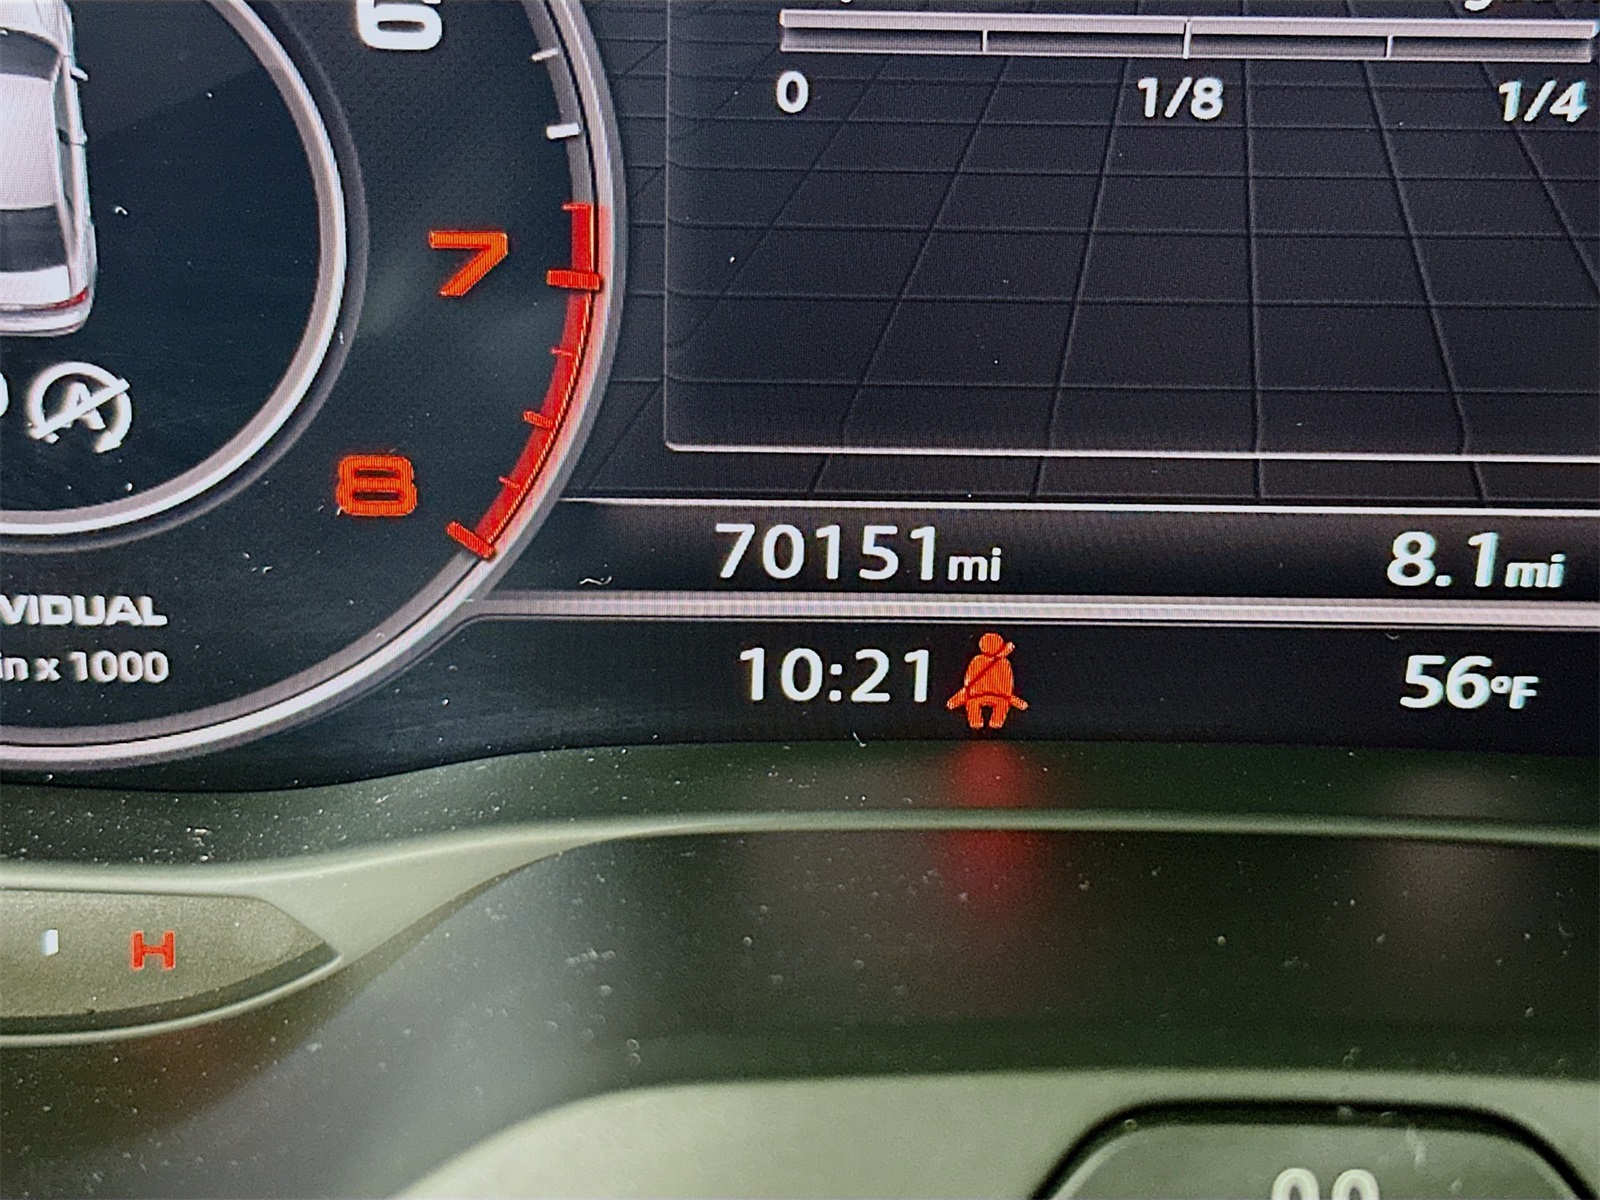 6
0 1/8 1/4
7
8
70151mi 8.1mi
VIDUAL
in x 1000
10:21 56°F
H